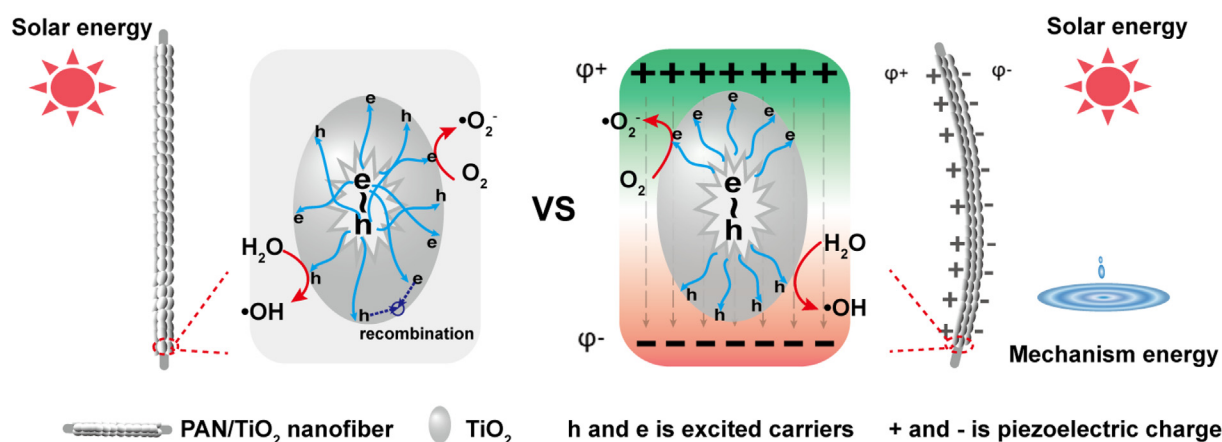 Solar energy
e
h
h
e
•O₂⁻
e
O₂
e
h
h
e
H₂O
h
e
•OH
h
recombination
VS
φ+
+ + + + + + +
e
e
e
e
e
e
•O₂⁻
O₂
e
h
H₂O
h
h
h
h
h
h
•OH
φ-
- - - - - - -
φ+
φ-
+ + + + + + + +
- - - - - - - -
Solar energy
Mechanism energy
PAN/TiO₂ nanofiber
TiO₂
h and e is excited carriers
+ and - is piezoelectric charge